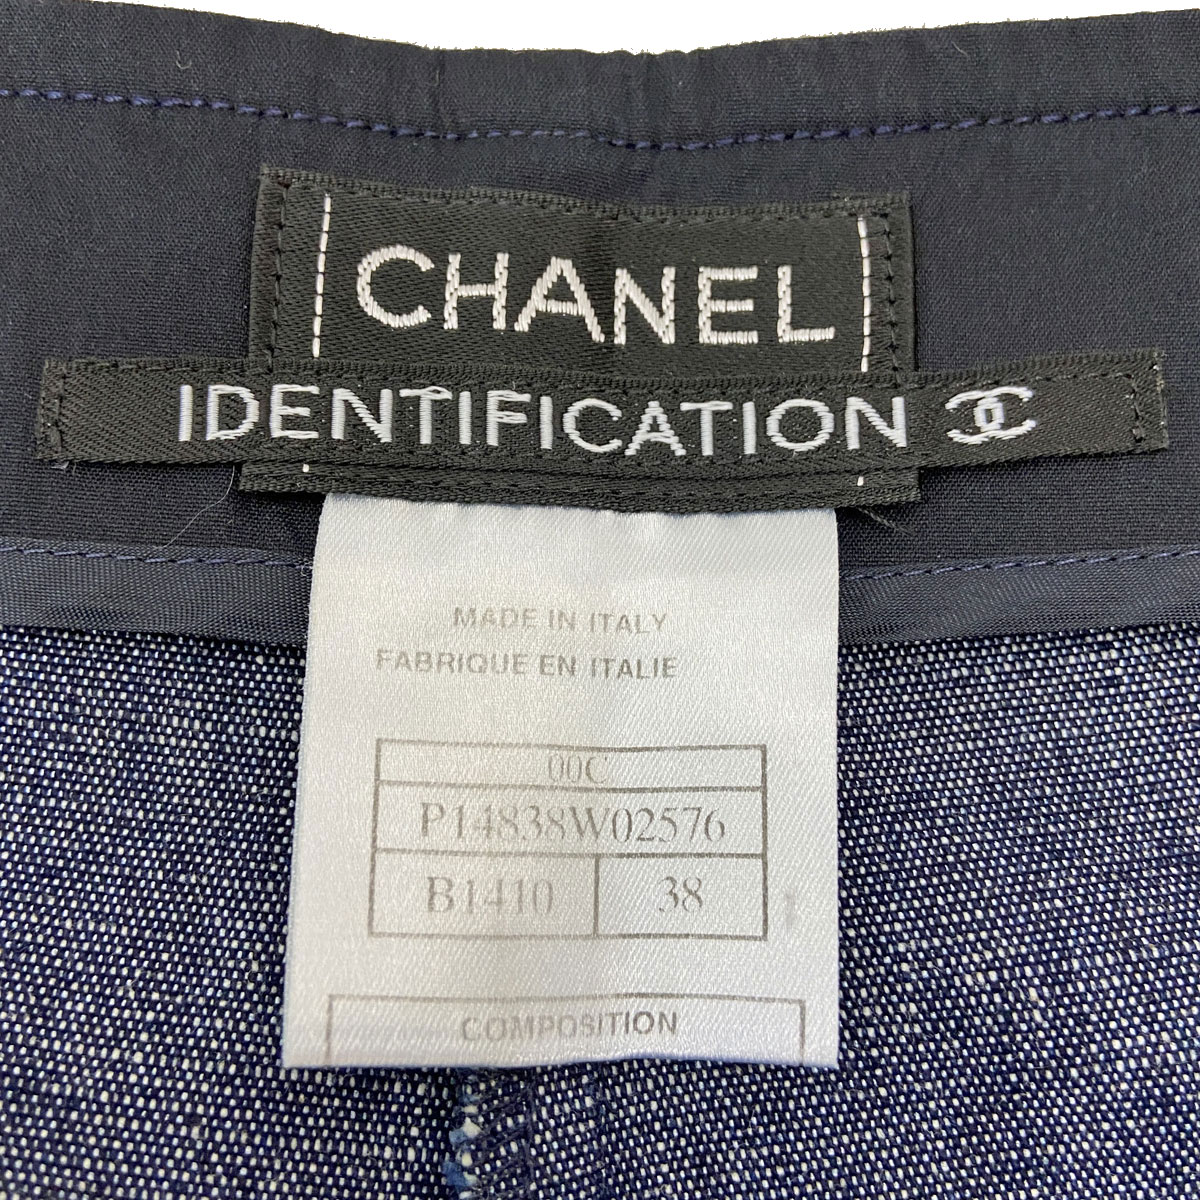 CHANEL
IDENTIFICATION
MADE IN ITALY
FABRIQUE EN ITALIE
00C
P14838W02576
B1410 38
COMPOSITION